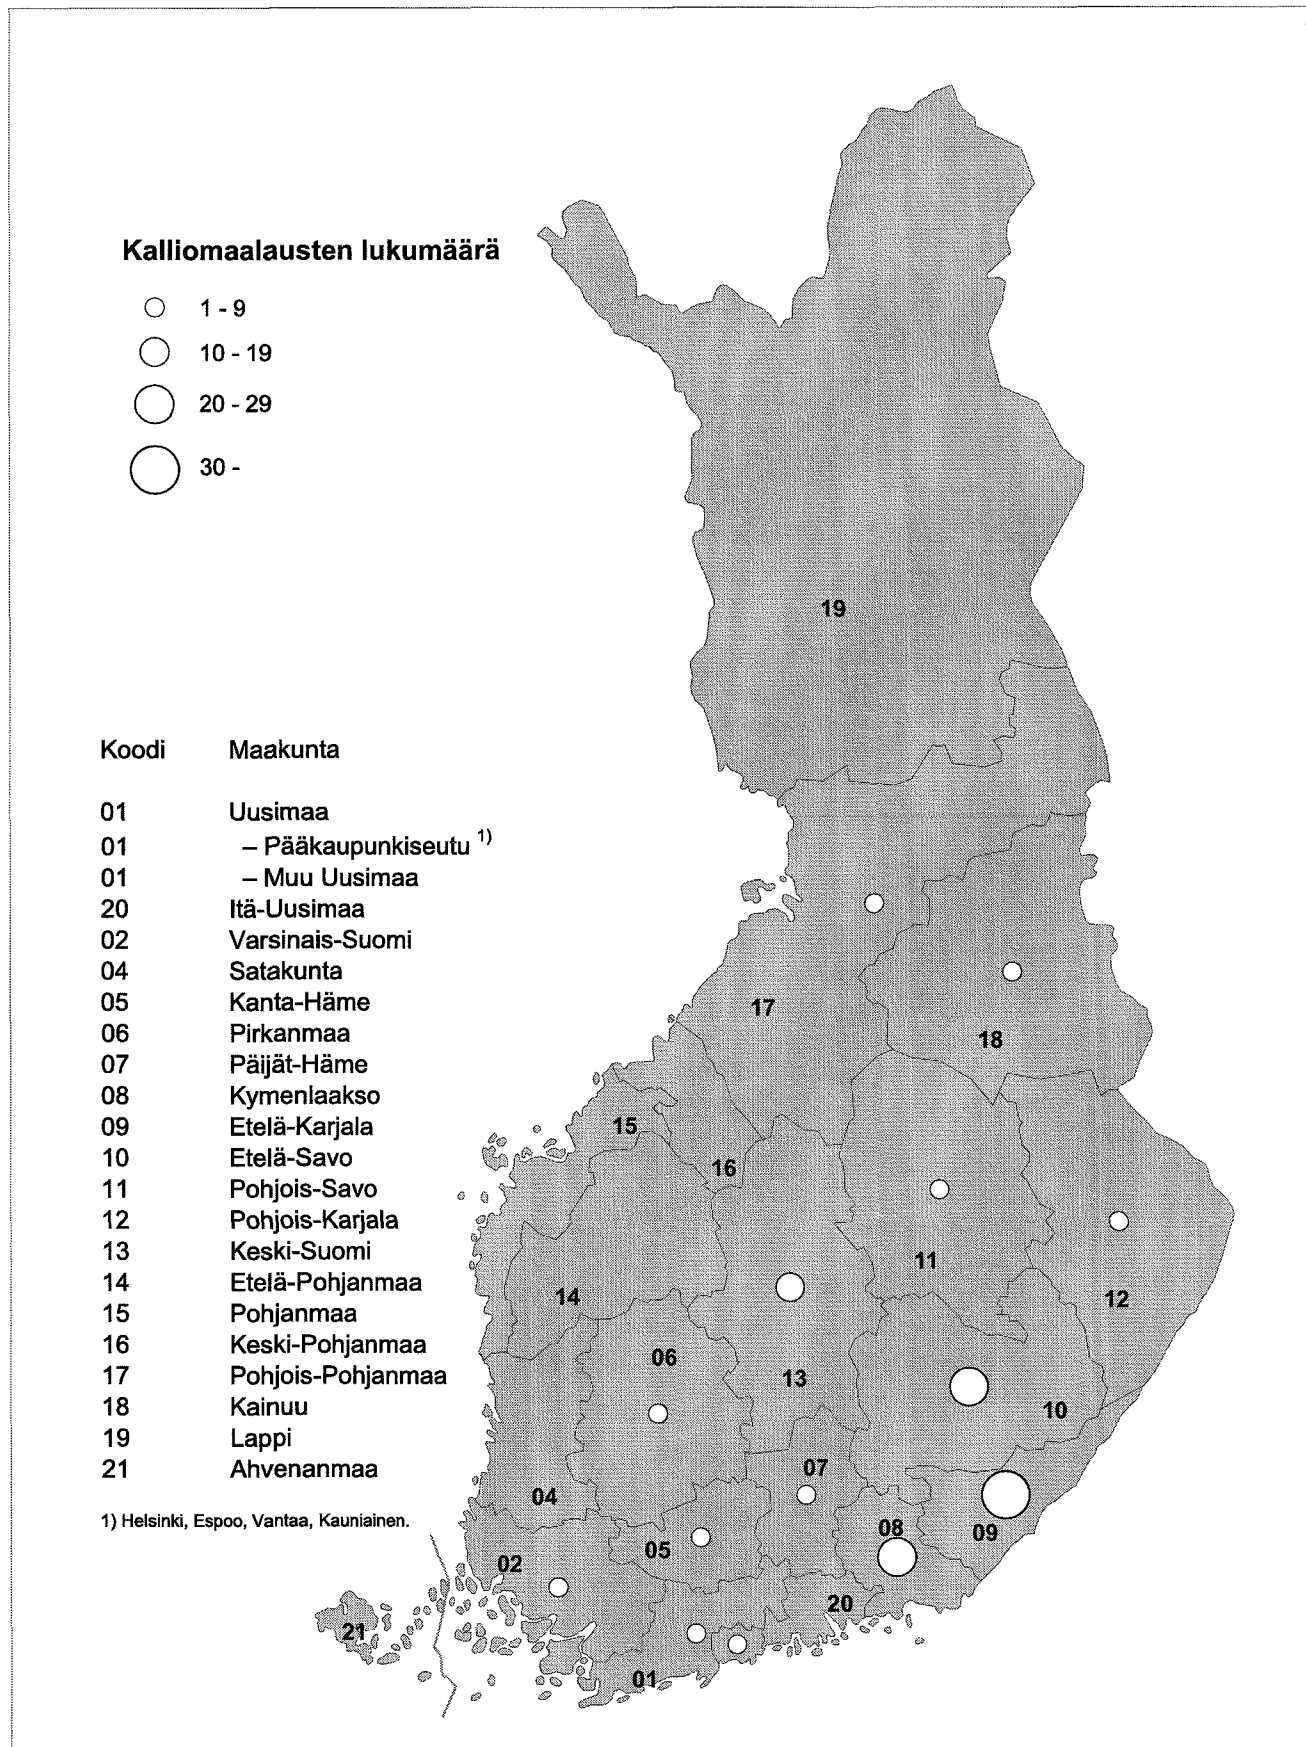 Kalliomaalausten lukumäärä
1 - 9
10 - 19
20 - 29
30 -
Koodi Maakunta
01 Uusimaa
01 – Pääkaupunkiseutu 1)
01 – Muu Uusimaa
20 Itä-Uusimaa
02 Varsinais-Suomi
04 Satakunta
05 Kanta-Häme
06 Pirkanmaa
07 Päijät-Häme
08 Kymenlaakso
09 Etelä-Karjala
10 Etelä-Savo
11 Pohjois-Savo
12 Pohjois-Karjala
13 Keski-Suomi
14 Etelä-Pohjanmaa
15 Pohjanmaa
16 Keski-Pohjanmaa
17 Pohjois-Pohjanmaa
18 Kainuu
19 Lappi
21 Ahvenanmaa
1) Helsinki, Espoo, Vantaa, Kauniainen.
19
17
18
15
16
11
14
12
06
13
10
07
04
08
09
05
02
20
21
01